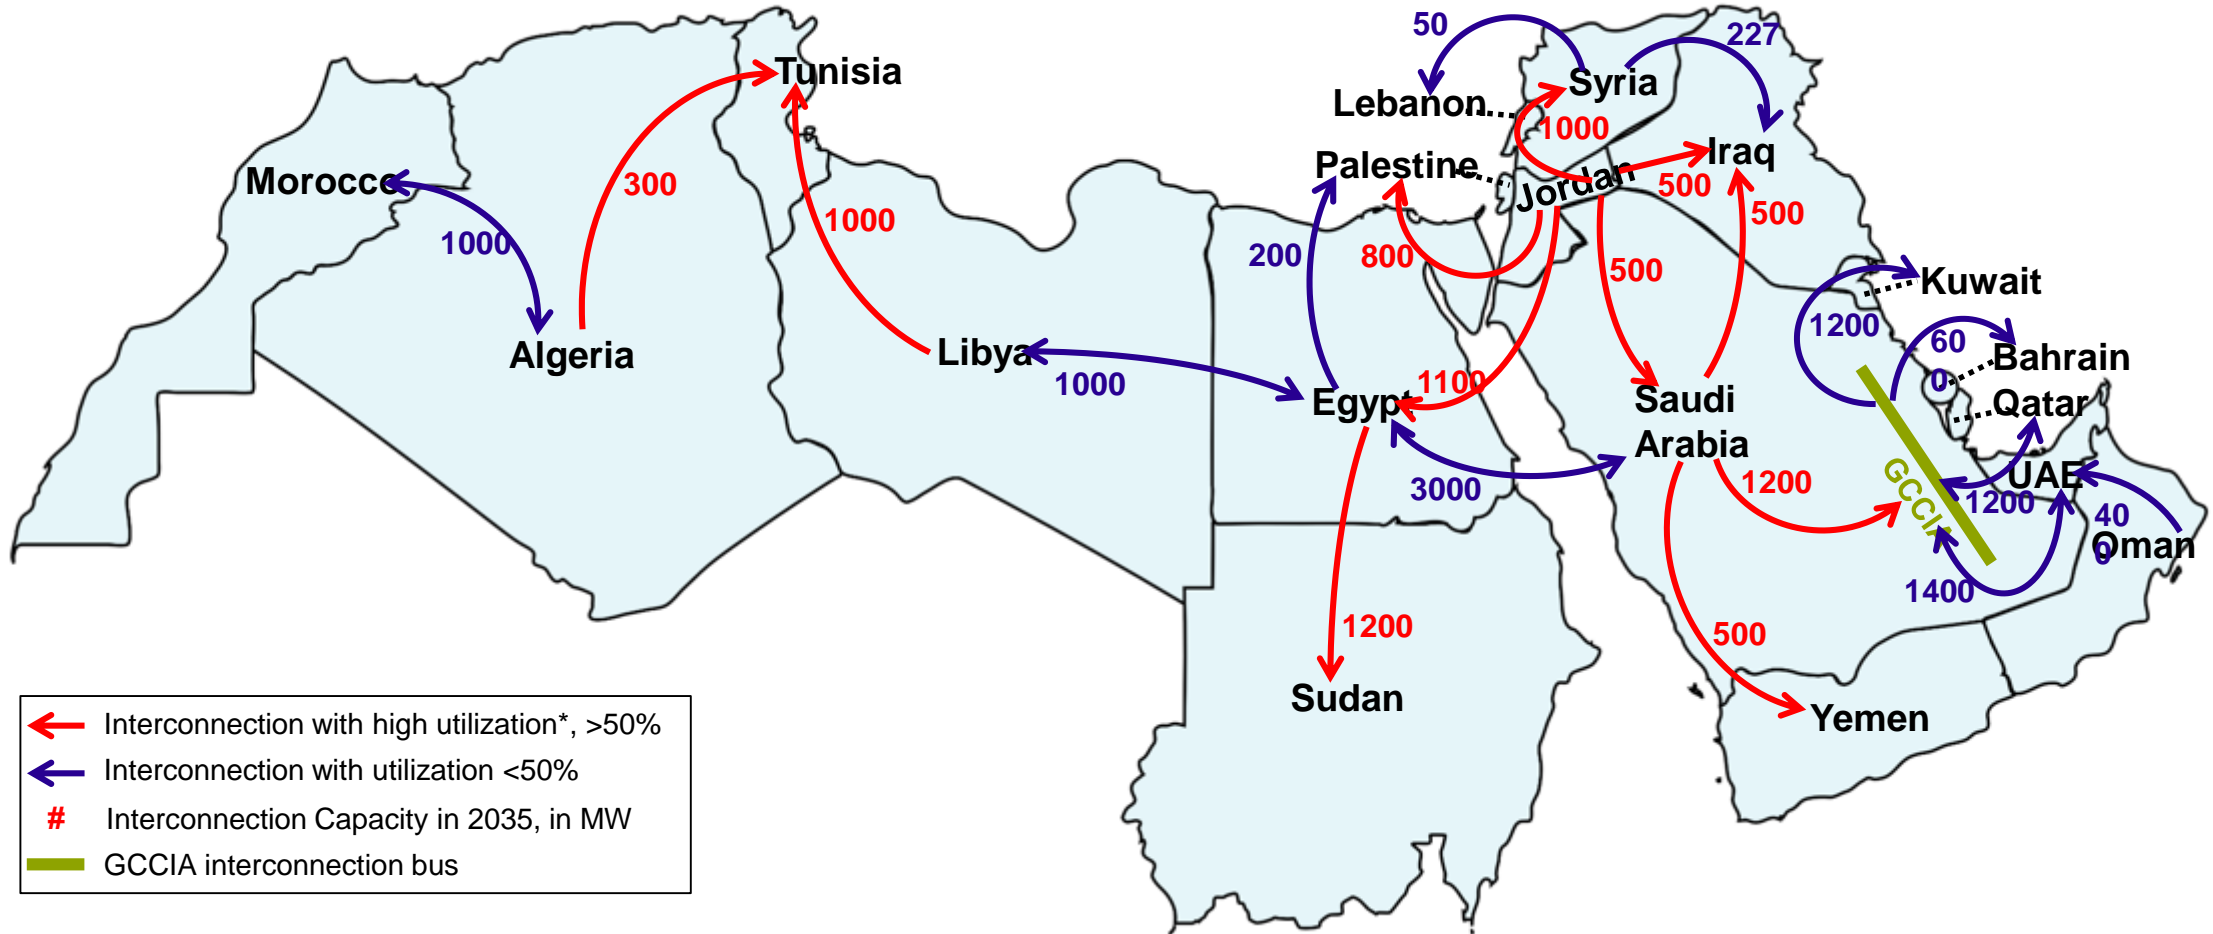 50
227
Tunisia
Syria
Lebanon
1000
Iraq
Palestine
Morocco
300
500
Jordan
1000
500
1000
200
800
500
Kuwait
1200
60
0
Algeria
Libya
Bahrain
1000
1100
Egypt
Saudi
Arabia
Qatar
GCCIA
UAE
3000
1200
1200
40
0
Oman
1400
1200
500
Sudan
Yemen
Interconnection with high utilization*, >50%
Interconnection with utilization <50%
# Interconnection Capacity in 2035, in MW
GCCIA interconnection bus